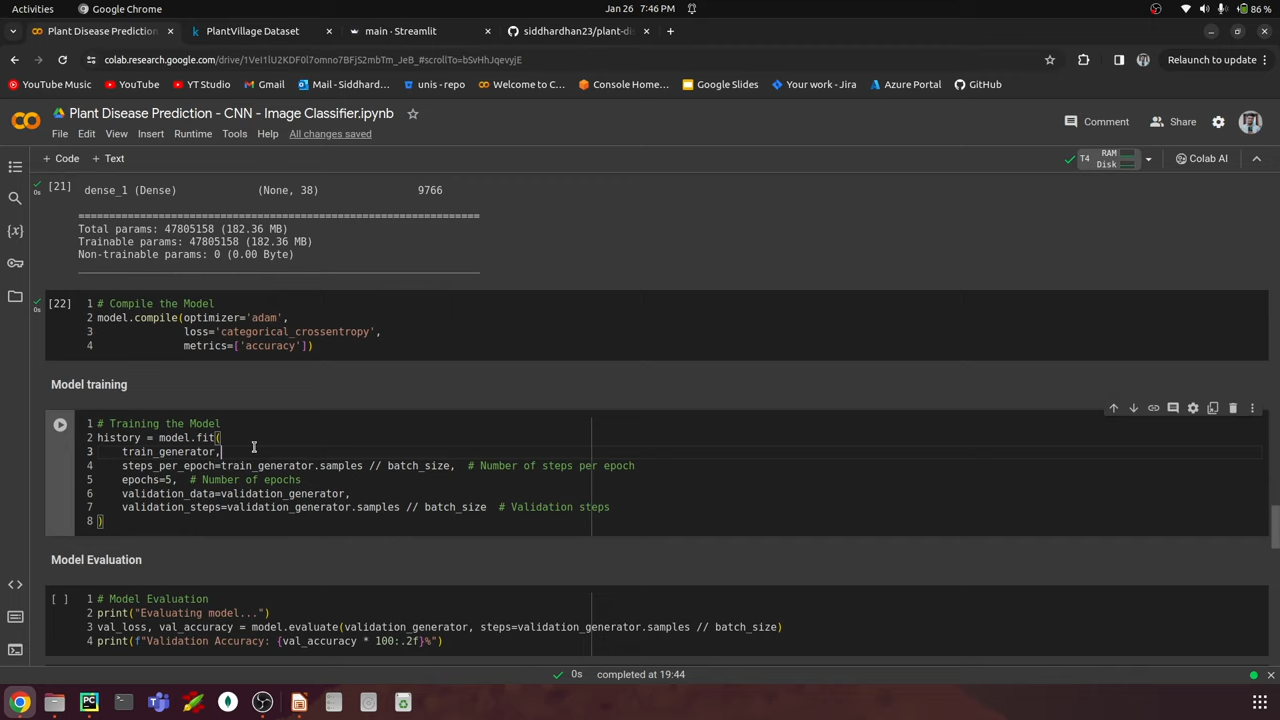 Activities
Google Chrome
Jan 26 7:46 PM
86 %
Plant Disease Prediction
PlantVillage Dataset
main · Streamlit
siddhardhan23/plant-di
colab.research.google.com/drive/1VeI1lU2KDF0l7omno7BFjS2mbT_JeB_#scrollTo=bSvHhJqevyjE
Relaunch to update
YouTube Music
YouTube
YT Studio
Gmail
Mail - Siddhard...
unis - repo
Welcome to C...
Console Home...
Google Slides
Your work - Jira
Azure Portal
GitHub
Plant Disease Prediction - CNN - Image Classifier.ipynb
File Edit View Insert Runtime Tools Help All changes saved
Comment
Share
+ Code + Text
T4
RAM
Disk
Colab AI
[21]
dense_1 (Dense) (None, 38) 9766
=================================================================
Total params: 47805158 (182.36 MB)
Trainable params: 47805158 (182.36 MB)
Non-trainable params: 0 (0.00 Byte)
_________________________________________________________________
0s
[22]
1 # Compile the Model
2 model.compile(optimizer='adam',
3 loss='categorical_crossentropy',
4 metrics=['accuracy'])
0s
Model training
1 # Training the Model
2 history = model.fit(
3 train_generator,
4 steps_per_epoch=train_generator.samples // batch_size, # Number of steps per epoch
5 epochs=5, # Number of epochs
6 validation_data=validation_generator,
7 validation_steps=validation_generator.samples // batch_size # Validation steps
8 )
Model Evaluation
[ ]
1 # Model Evaluation
2 print("Evaluating model...")
3 val_loss, val_accuracy = model.evaluate(validation_generator, steps=validation_generator.samples // batch_size)
4 print(f"Validation Accuracy: {val_accuracy * 100:.2f}%")
0s completed at 19:44